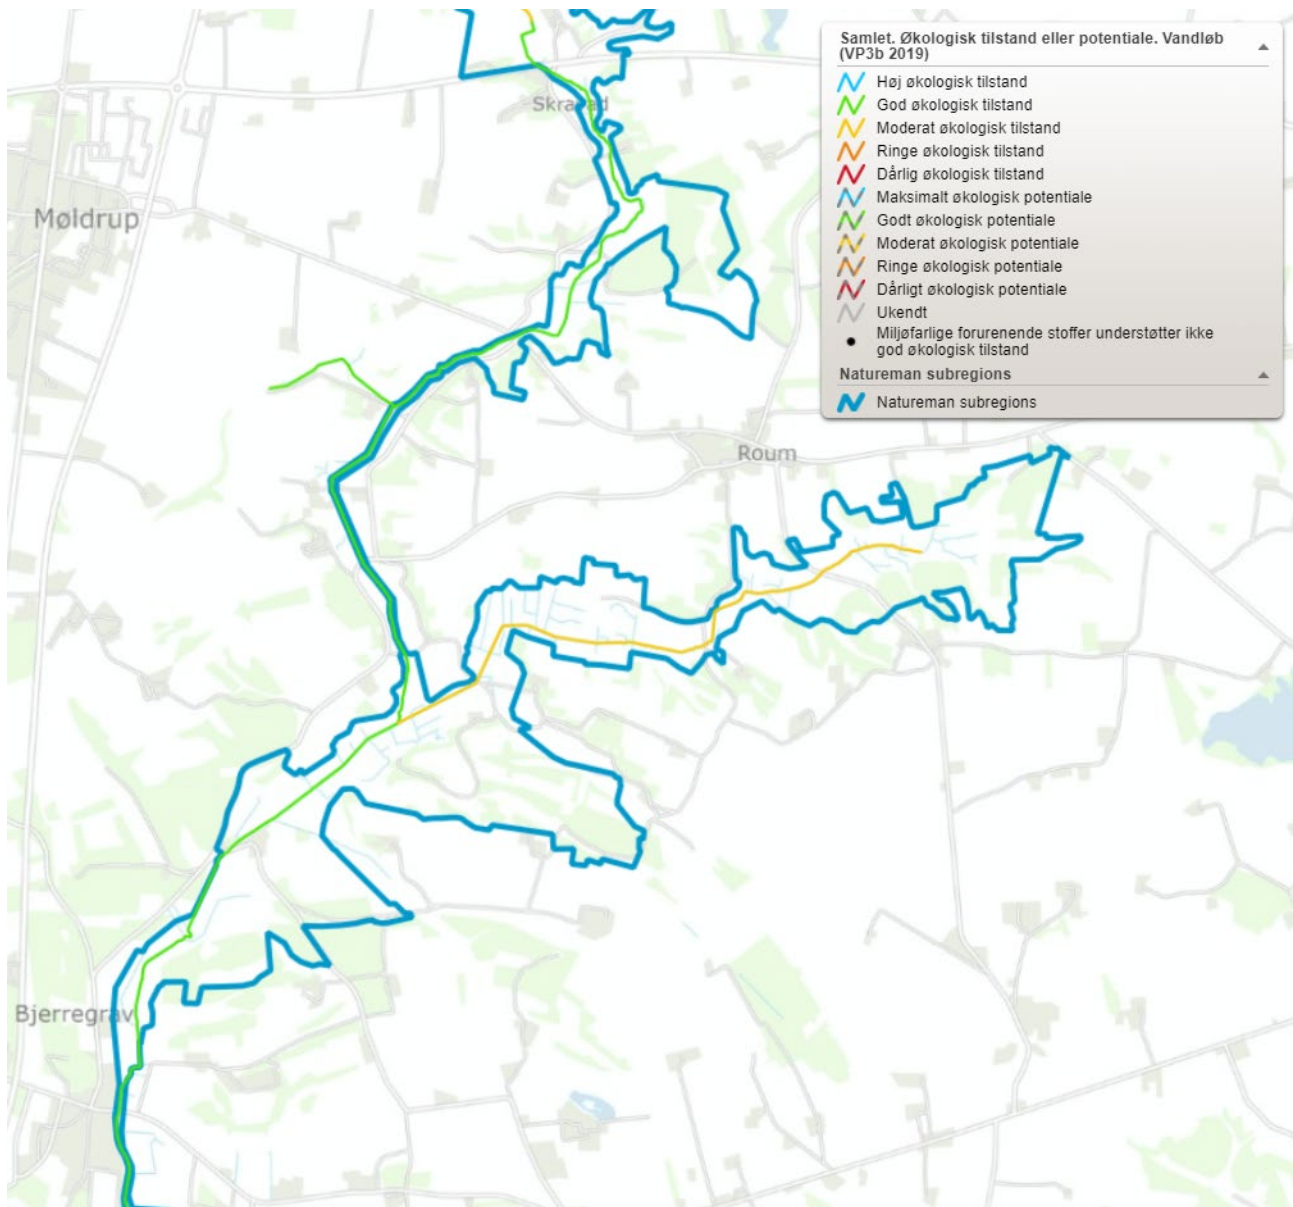 Samlet. Økologisk tilstand eller potentiale. Vandløb
(VP3b 2019)
Høj økologisk tilstand
God økologisk tilstand
Moderat økologisk tilstand
Ringe økologisk tilstand
Dårlig økologisk tilstand
Maksimalt økologisk potentiale
Godt økologisk potentiale
Moderat økologisk potentiale
Ringe økologisk potentiale
Dårligt økologisk potentiale
Ukendt
Miljøfarlige forurenende stoffer understøtter ikke
god økologisk tilstand
Natureman subregions
Natureman subregions
Møldrup
Roum
Bjerregrav